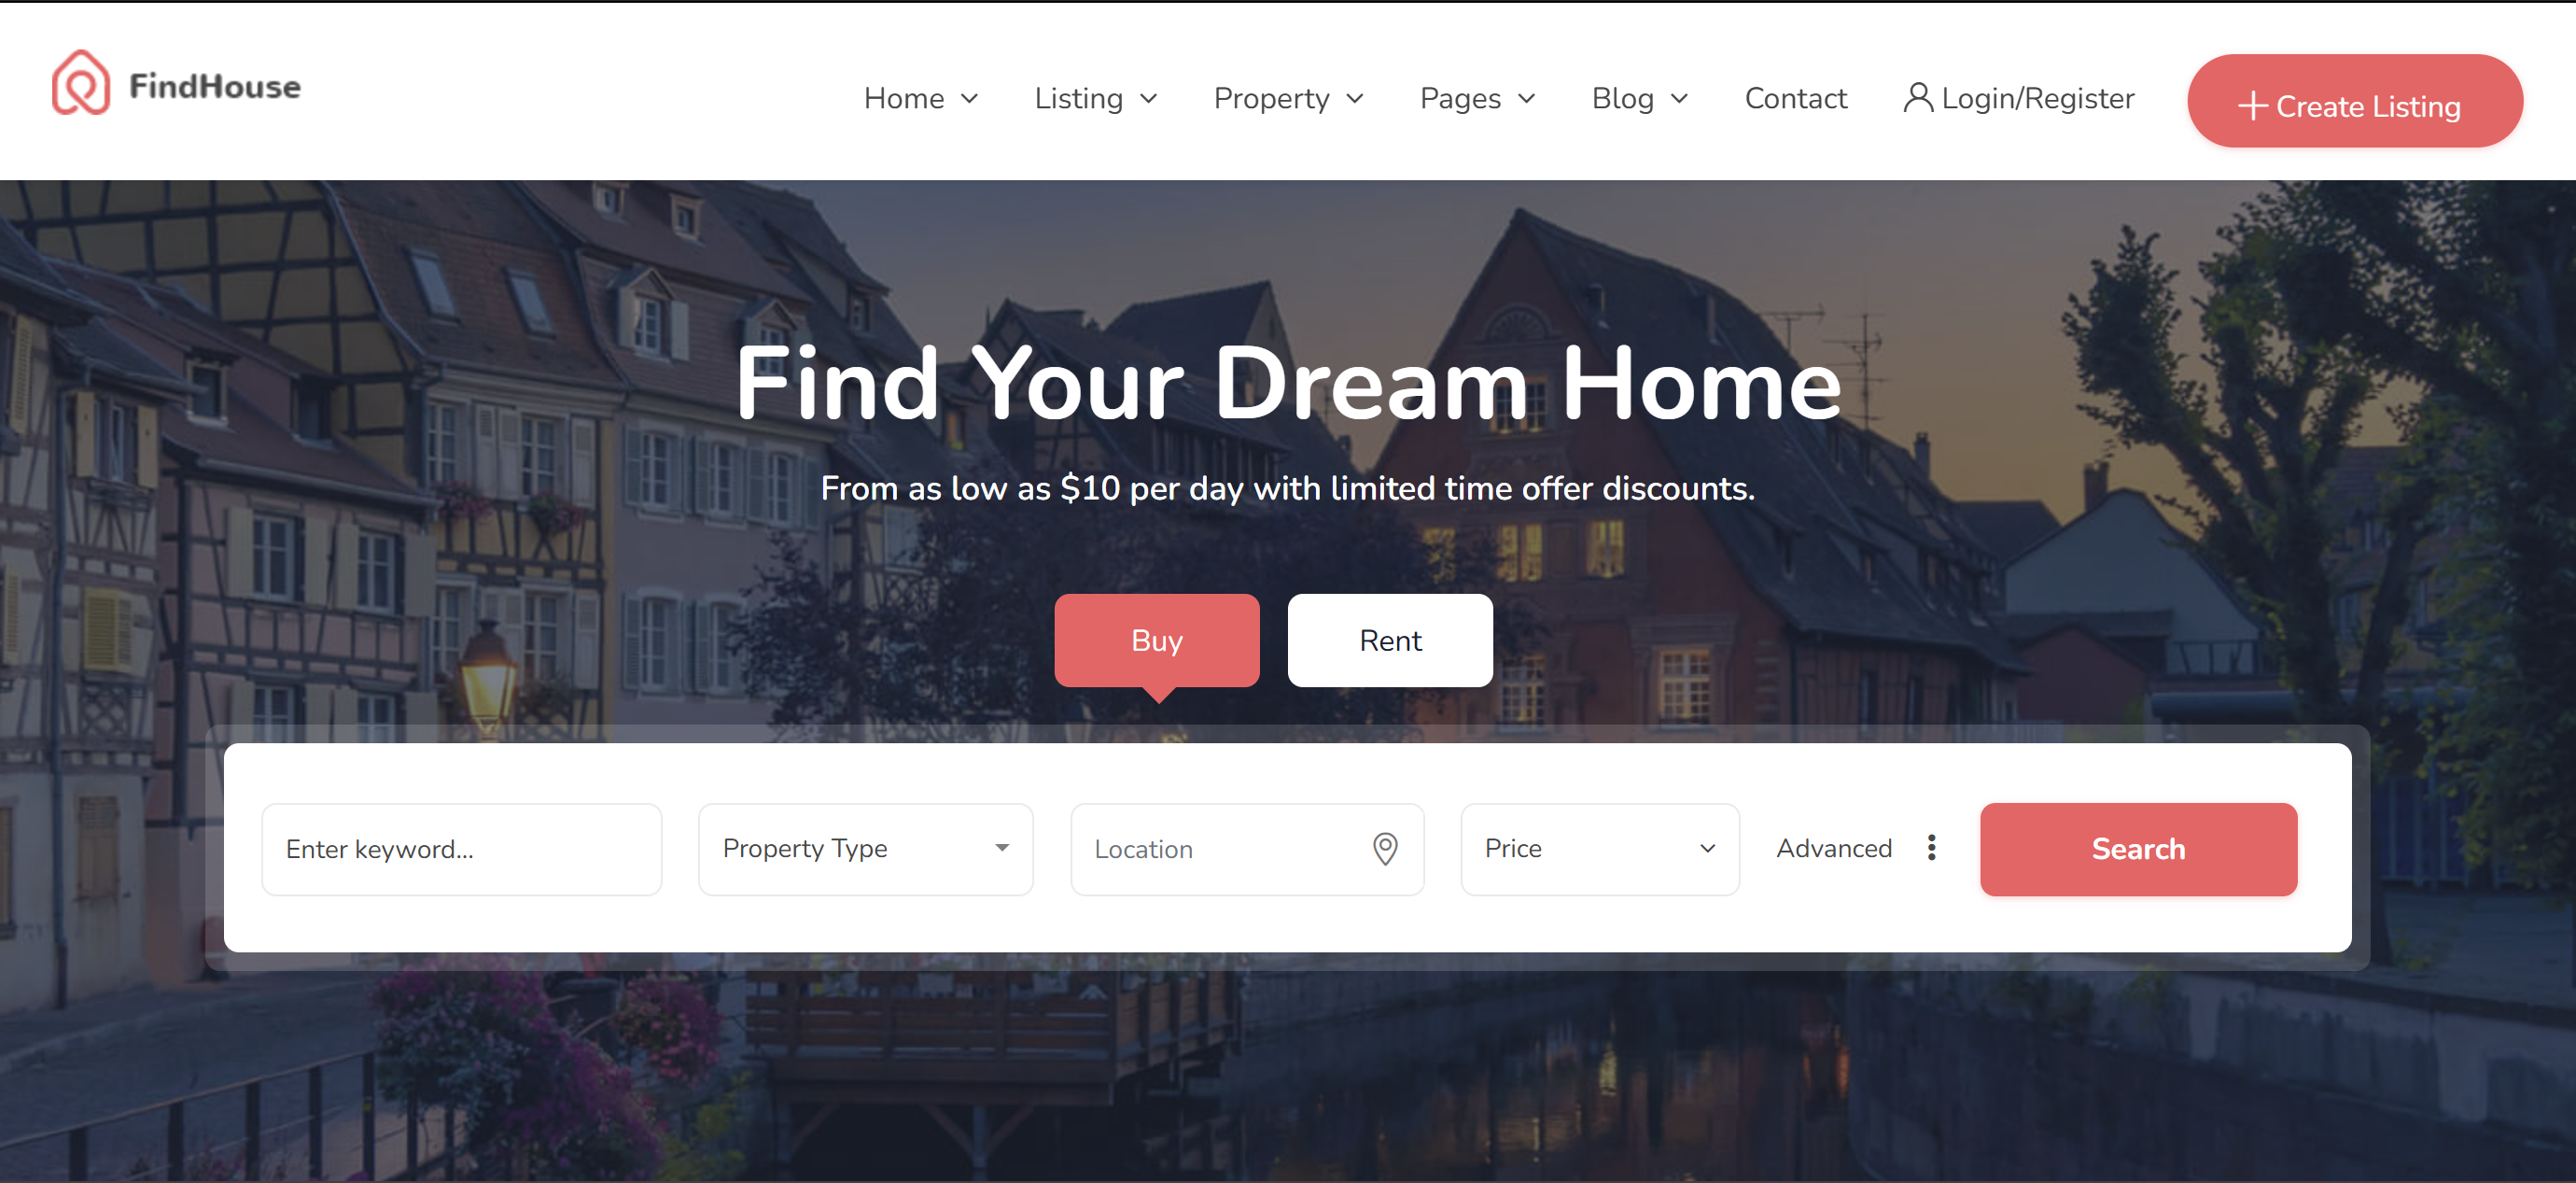 FindHouse
Home Listing Property Pages Blog Contact Login/Register Create Listing
Find Your Dream Home
From as low as $10 per day with limited time offer discounts.
Buy Rent
Enter keyword... Property Type Location Price Advanced Search